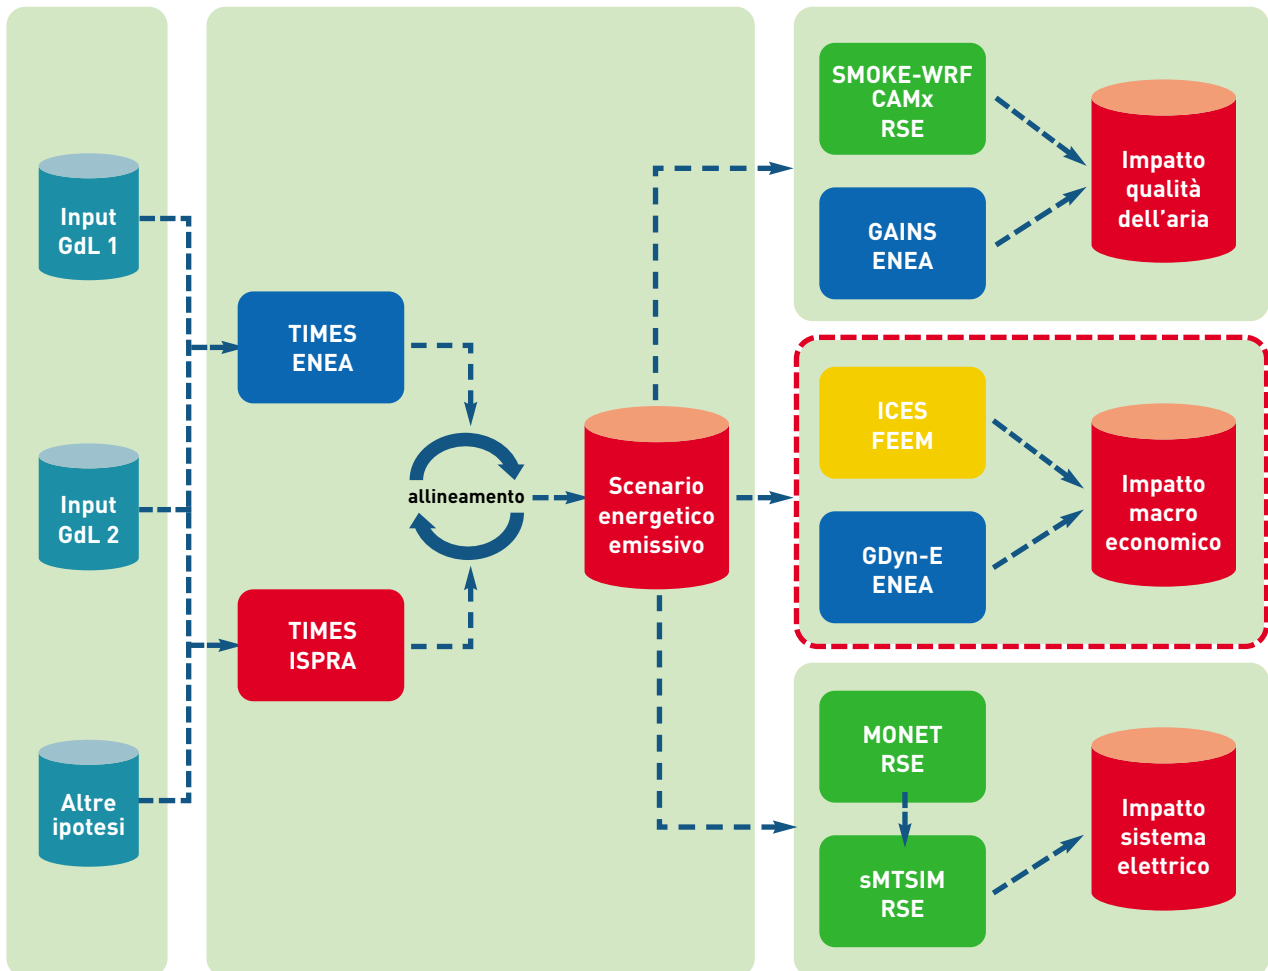 Input
GdL 1
Input
GdL 2
Altre
ipotesi
TIMES
ENEA
allineamento
TIMES
ISPRA
Scenario
energetico
emissivo
SMOKE-WRF
CAMx
RSE
GAINS
ENEA
Impatto
qualità
dell'aria
ICES
FEEM
GDyn-E
ENEA
Impatto
macro
economico
MONET
RSE
sMTSIM
RSE
Impatto
sistema
elettrico